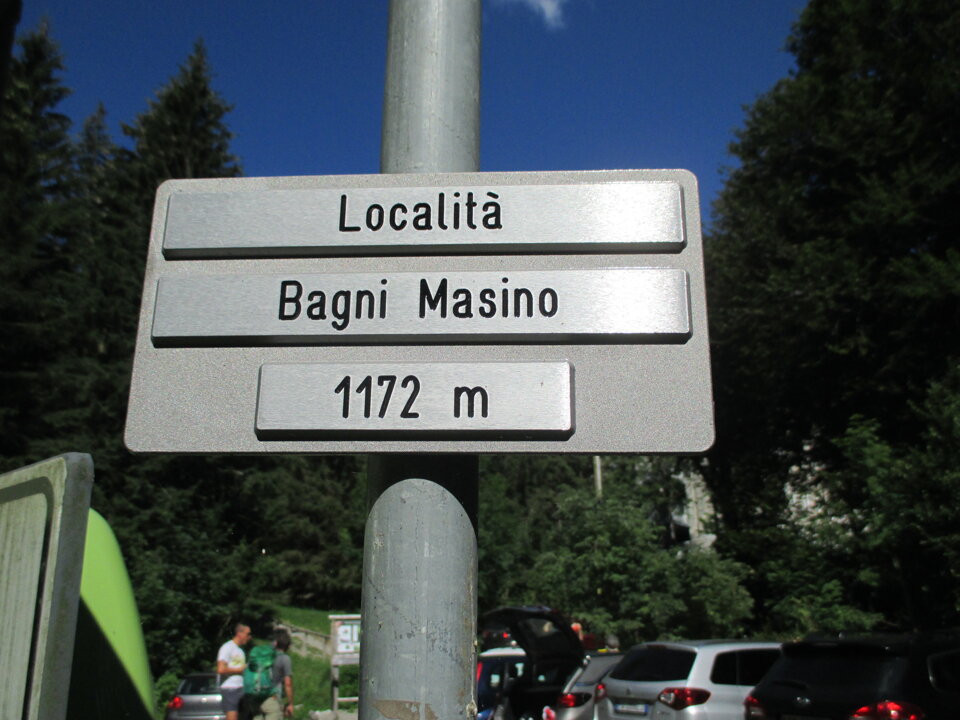 Località
Bagni Masino
1172 m